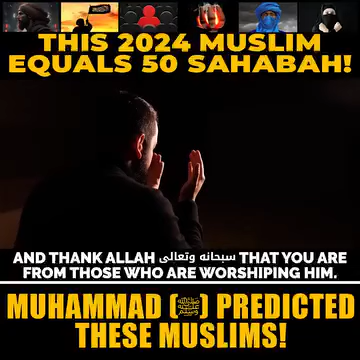 THIS 2024 MUSLIM
EQUALS 50 SAHABAH!
AND THANK ALLAH سبحانه وتعالى THAT YOU ARE
FROM THOSE WHO ARE WORSHIPING HIM.
MUHAMMAD (ﷺ) PREDICTED
THESE MUSLIMS!